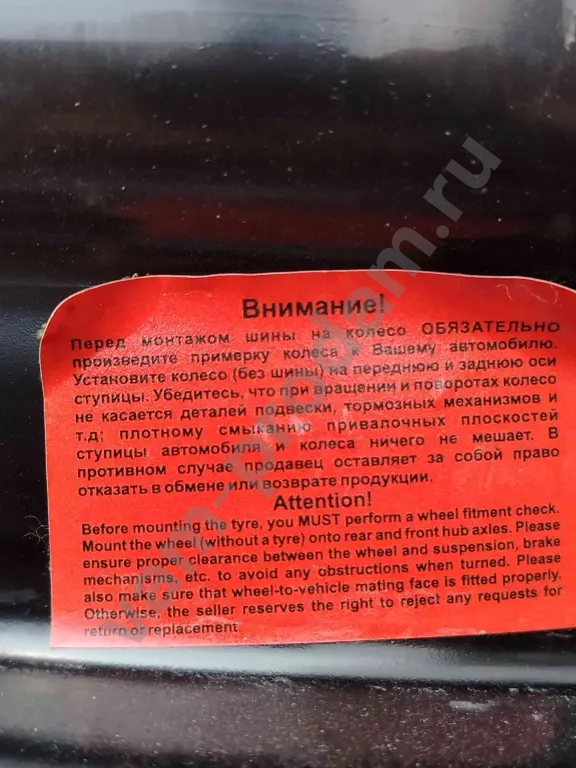 Внимание!
Перед монтажом шины на колесо ОБЯЗАТЕЛЬНО
произведите примерку колеса к Вашему автомобилю.
Установите колесо (без шины) на переднюю и заднюю оси
ступицы. Убедитесь, что при вращении и поворотах колесо
не касается деталей подвески, тормозных механизмов и
т.д; плотному смыканию привалочных плоскостей
ступицы автомобиля и колеса ничего не мешает. В
противном случае продавец оставляет за собой право
отказать в обмене или возврате продукции.
Attention!
Before mounting the tyre, you MUST perform a wheel fitment check.
Mount the wheel (without a tyre) onto rear and front hub axles. Please
ensure proper clearance between the wheel and suspension, brake
mechanisms, etc. to avoid any obstructions when turned. Please
also make sure that wheel-to-vehicle mating face is fitted properly.
Otherwise, the seller reserves the right to reject any requests for
return or replacement.